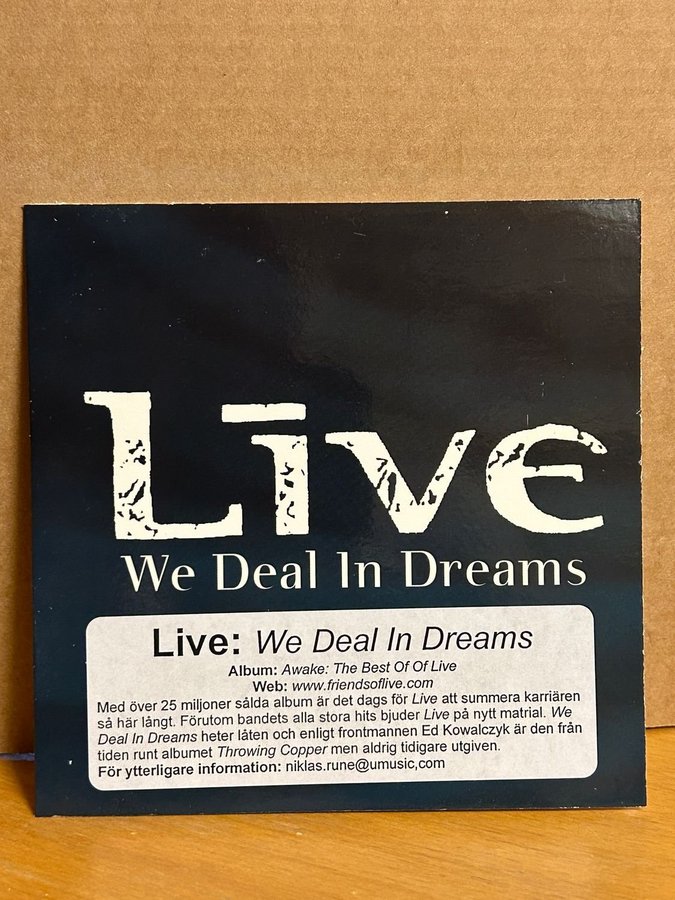 Live
We Deal In Dreams
Live: We Deal In Dreams
Album: Awake: The Best Of Of Live
Web: www.friendsoflive.com
Med över 25 miljoner sålda album är det dags för Live att summera karriären
så här långt. Förutom bandets alla stora hits bjuder Live på nytt matrial. We
Deal In Dreams heter låten och enligt frontmannen Ed Kowalczyk är den från
tiden runt albumet Throwing Copper men aldrig tidigare utgiven.
För ytterligare information: niklas.rune@umusic,com